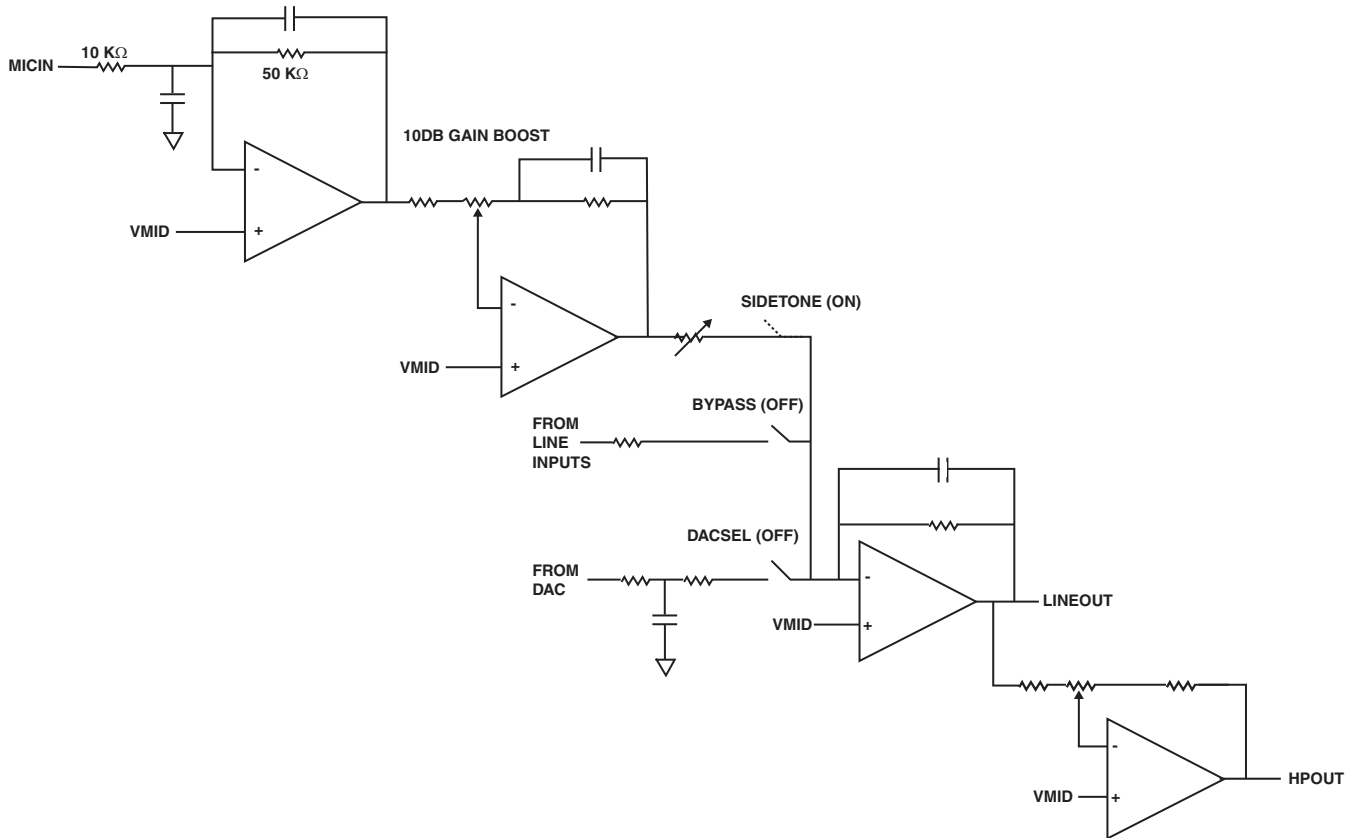 10 KΩ
MICIN
50 KΩ
-
+
VMID
10DB GAIN BOOST
-
+
VMID
SIDETONE (ON)
BYPASS (OFF)
FROM
LINE
INPUTS
DACSEL (OFF)
FROM
DAC
-
+
VMID
LINEOUT
-
+
VMID
HPOUT